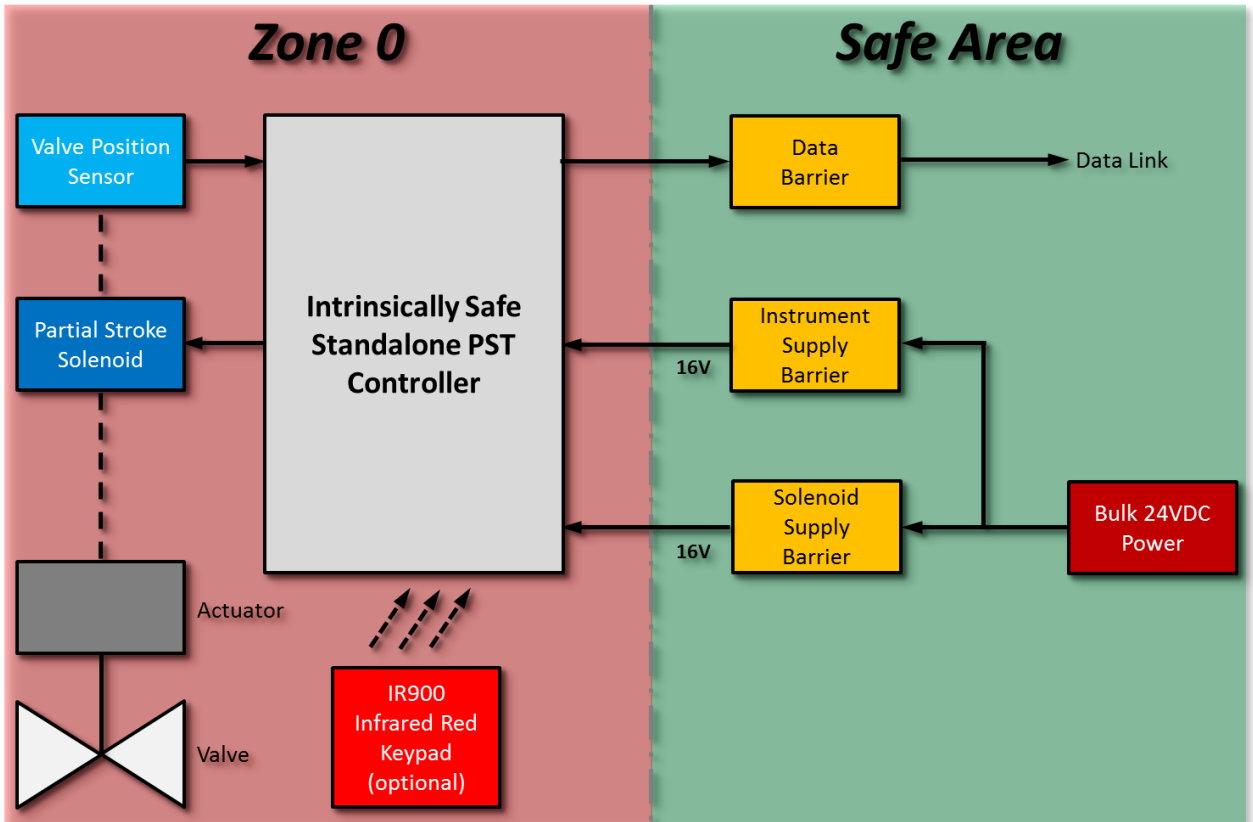 Zone 0
Safe Area
Valve Position
Sensor
Data
Barrier
Data Link
Intrinsically Safe
Standalone PST
Controller
Partial Stroke
Solenoid
Instrument
Supply
Barrier
16V
Solenoid
Supply
Barrier
16V
Bulk 24VDC
Power
Actuator
IR900
Infrared Red
Keypad
(optional)
Valve